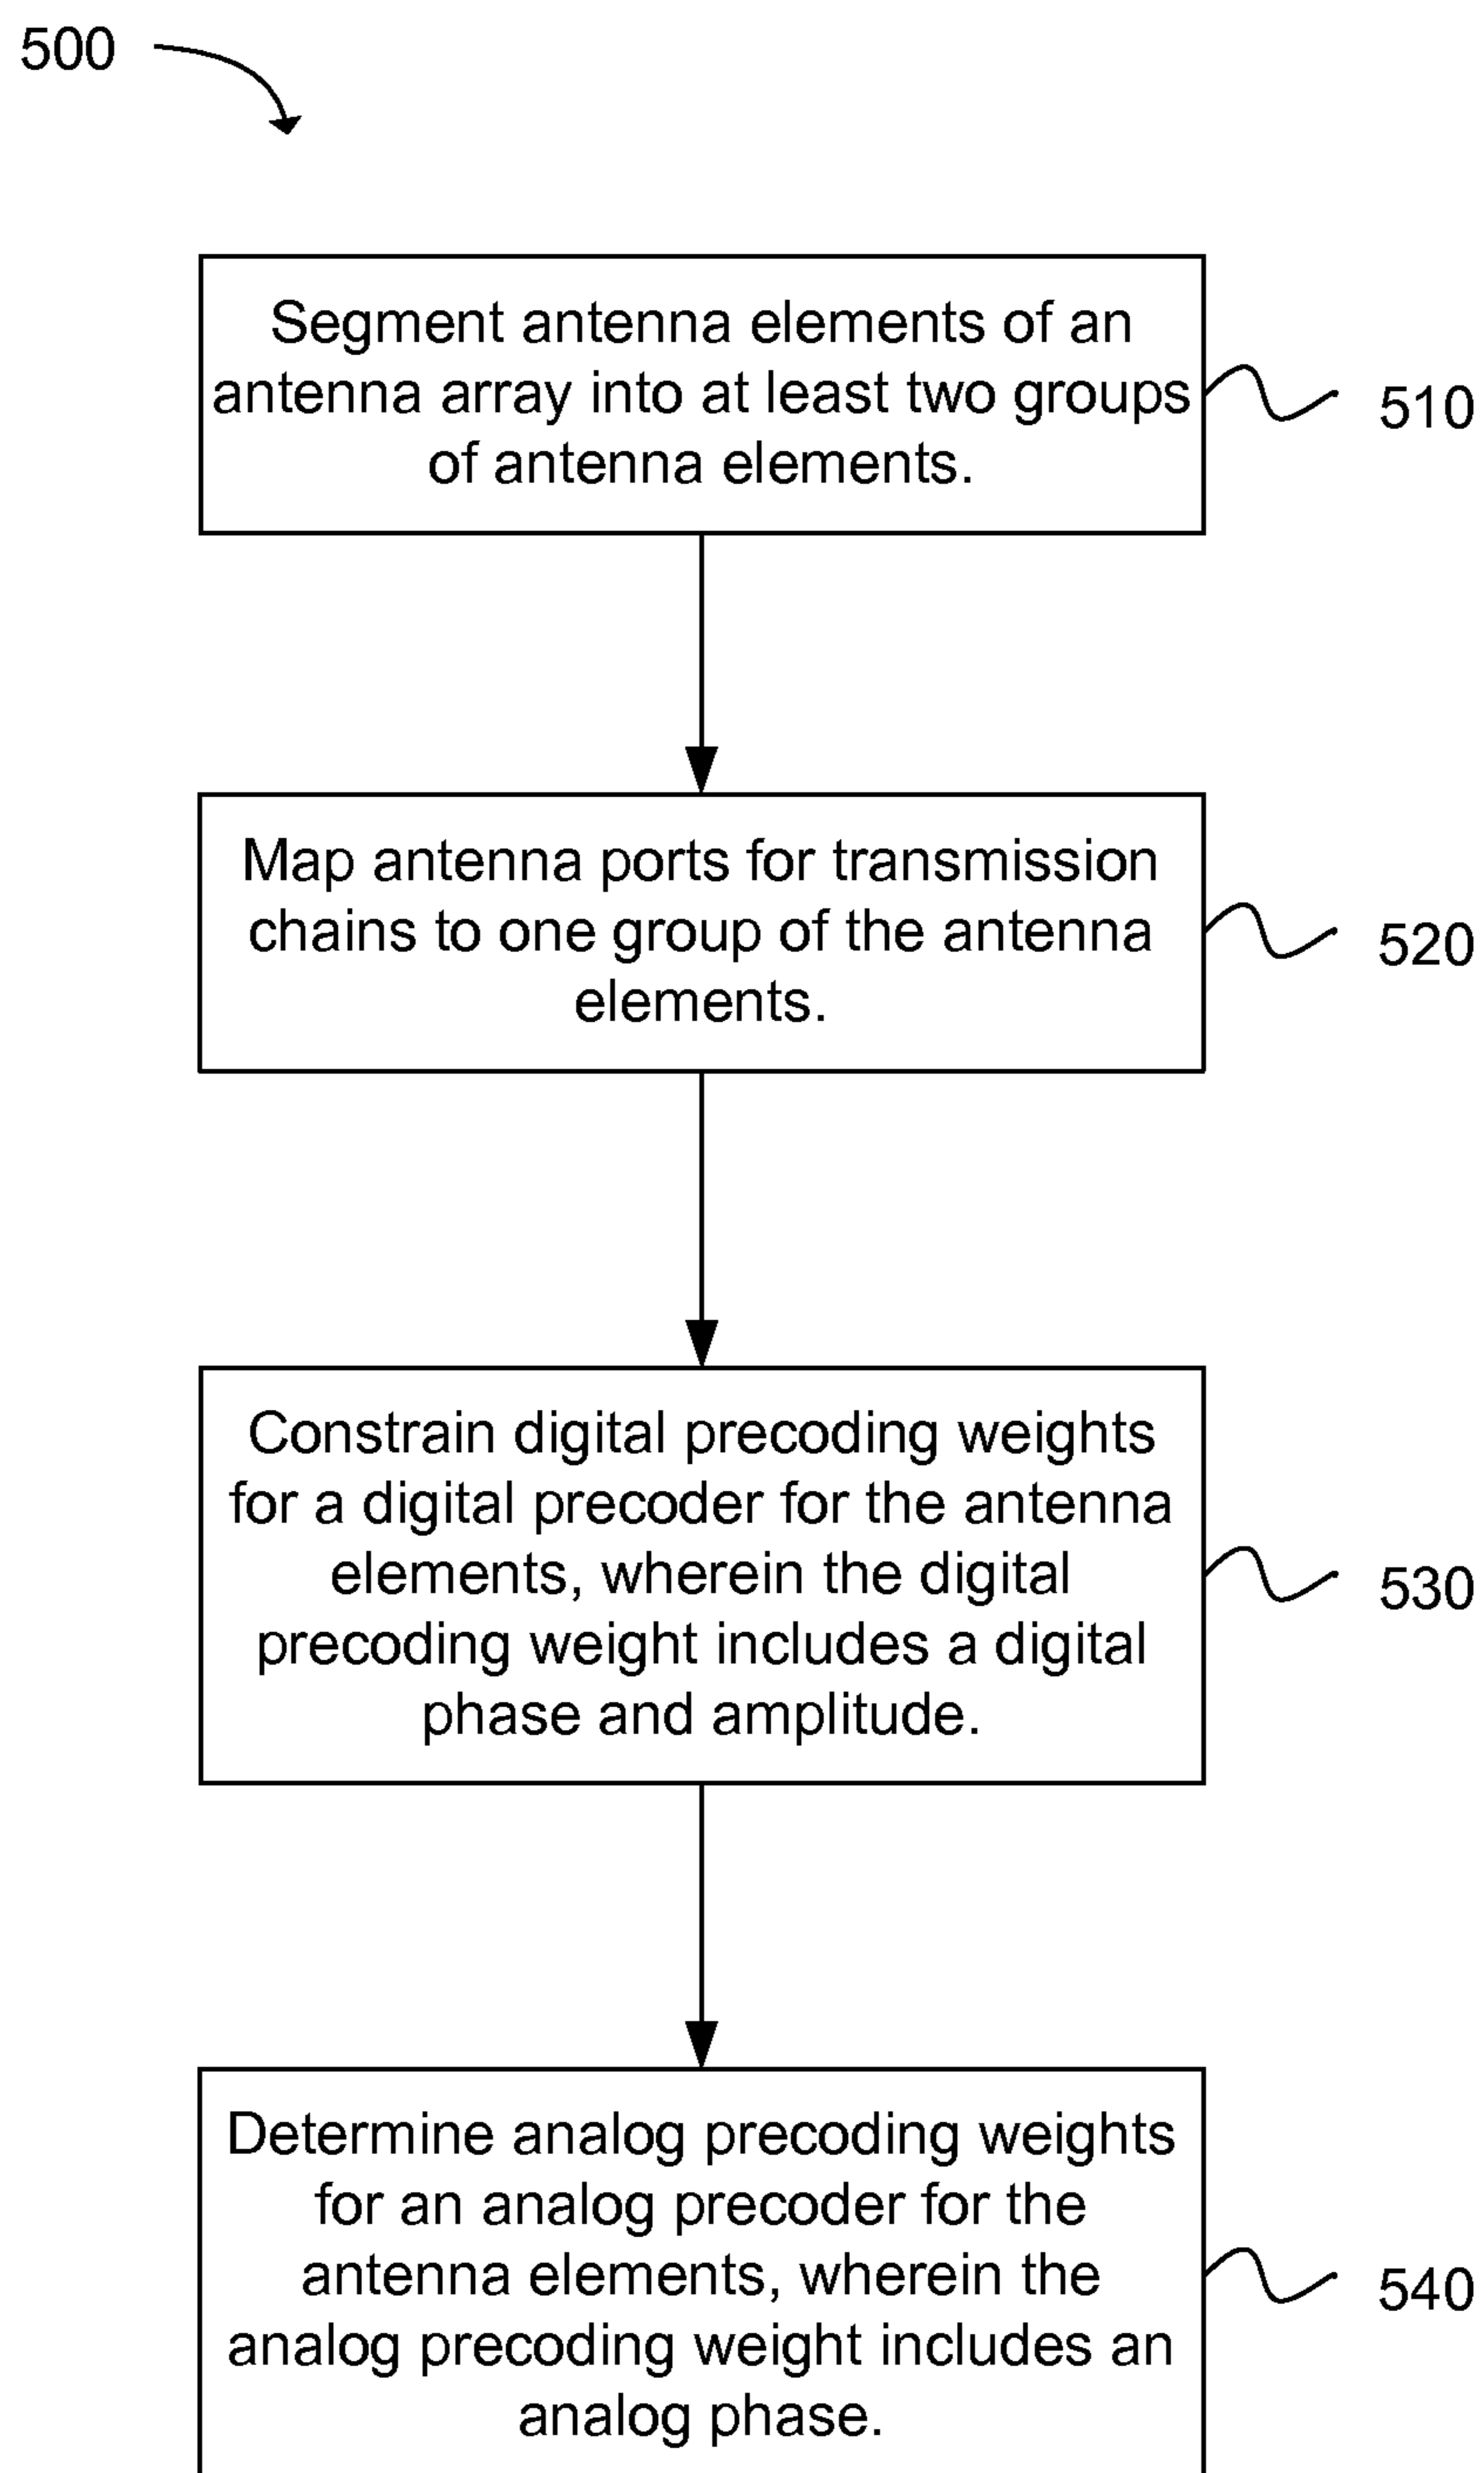 500
Segment antenna elements of an
antenna array into at least two groups
of antenna elements.
510
Map antenna ports for transmission
chains to one group of the antenna
elements.
520
Constrain digital precoding weights
for a digital precoder for the antenna
elements, wherein the digital
precoding weight includes a digital
phase and amplitude.
530
Determine analog precoding weights
for an analog precoder for the
antenna elements, wherein the
analog precoding weight includes an
analog phase.
540